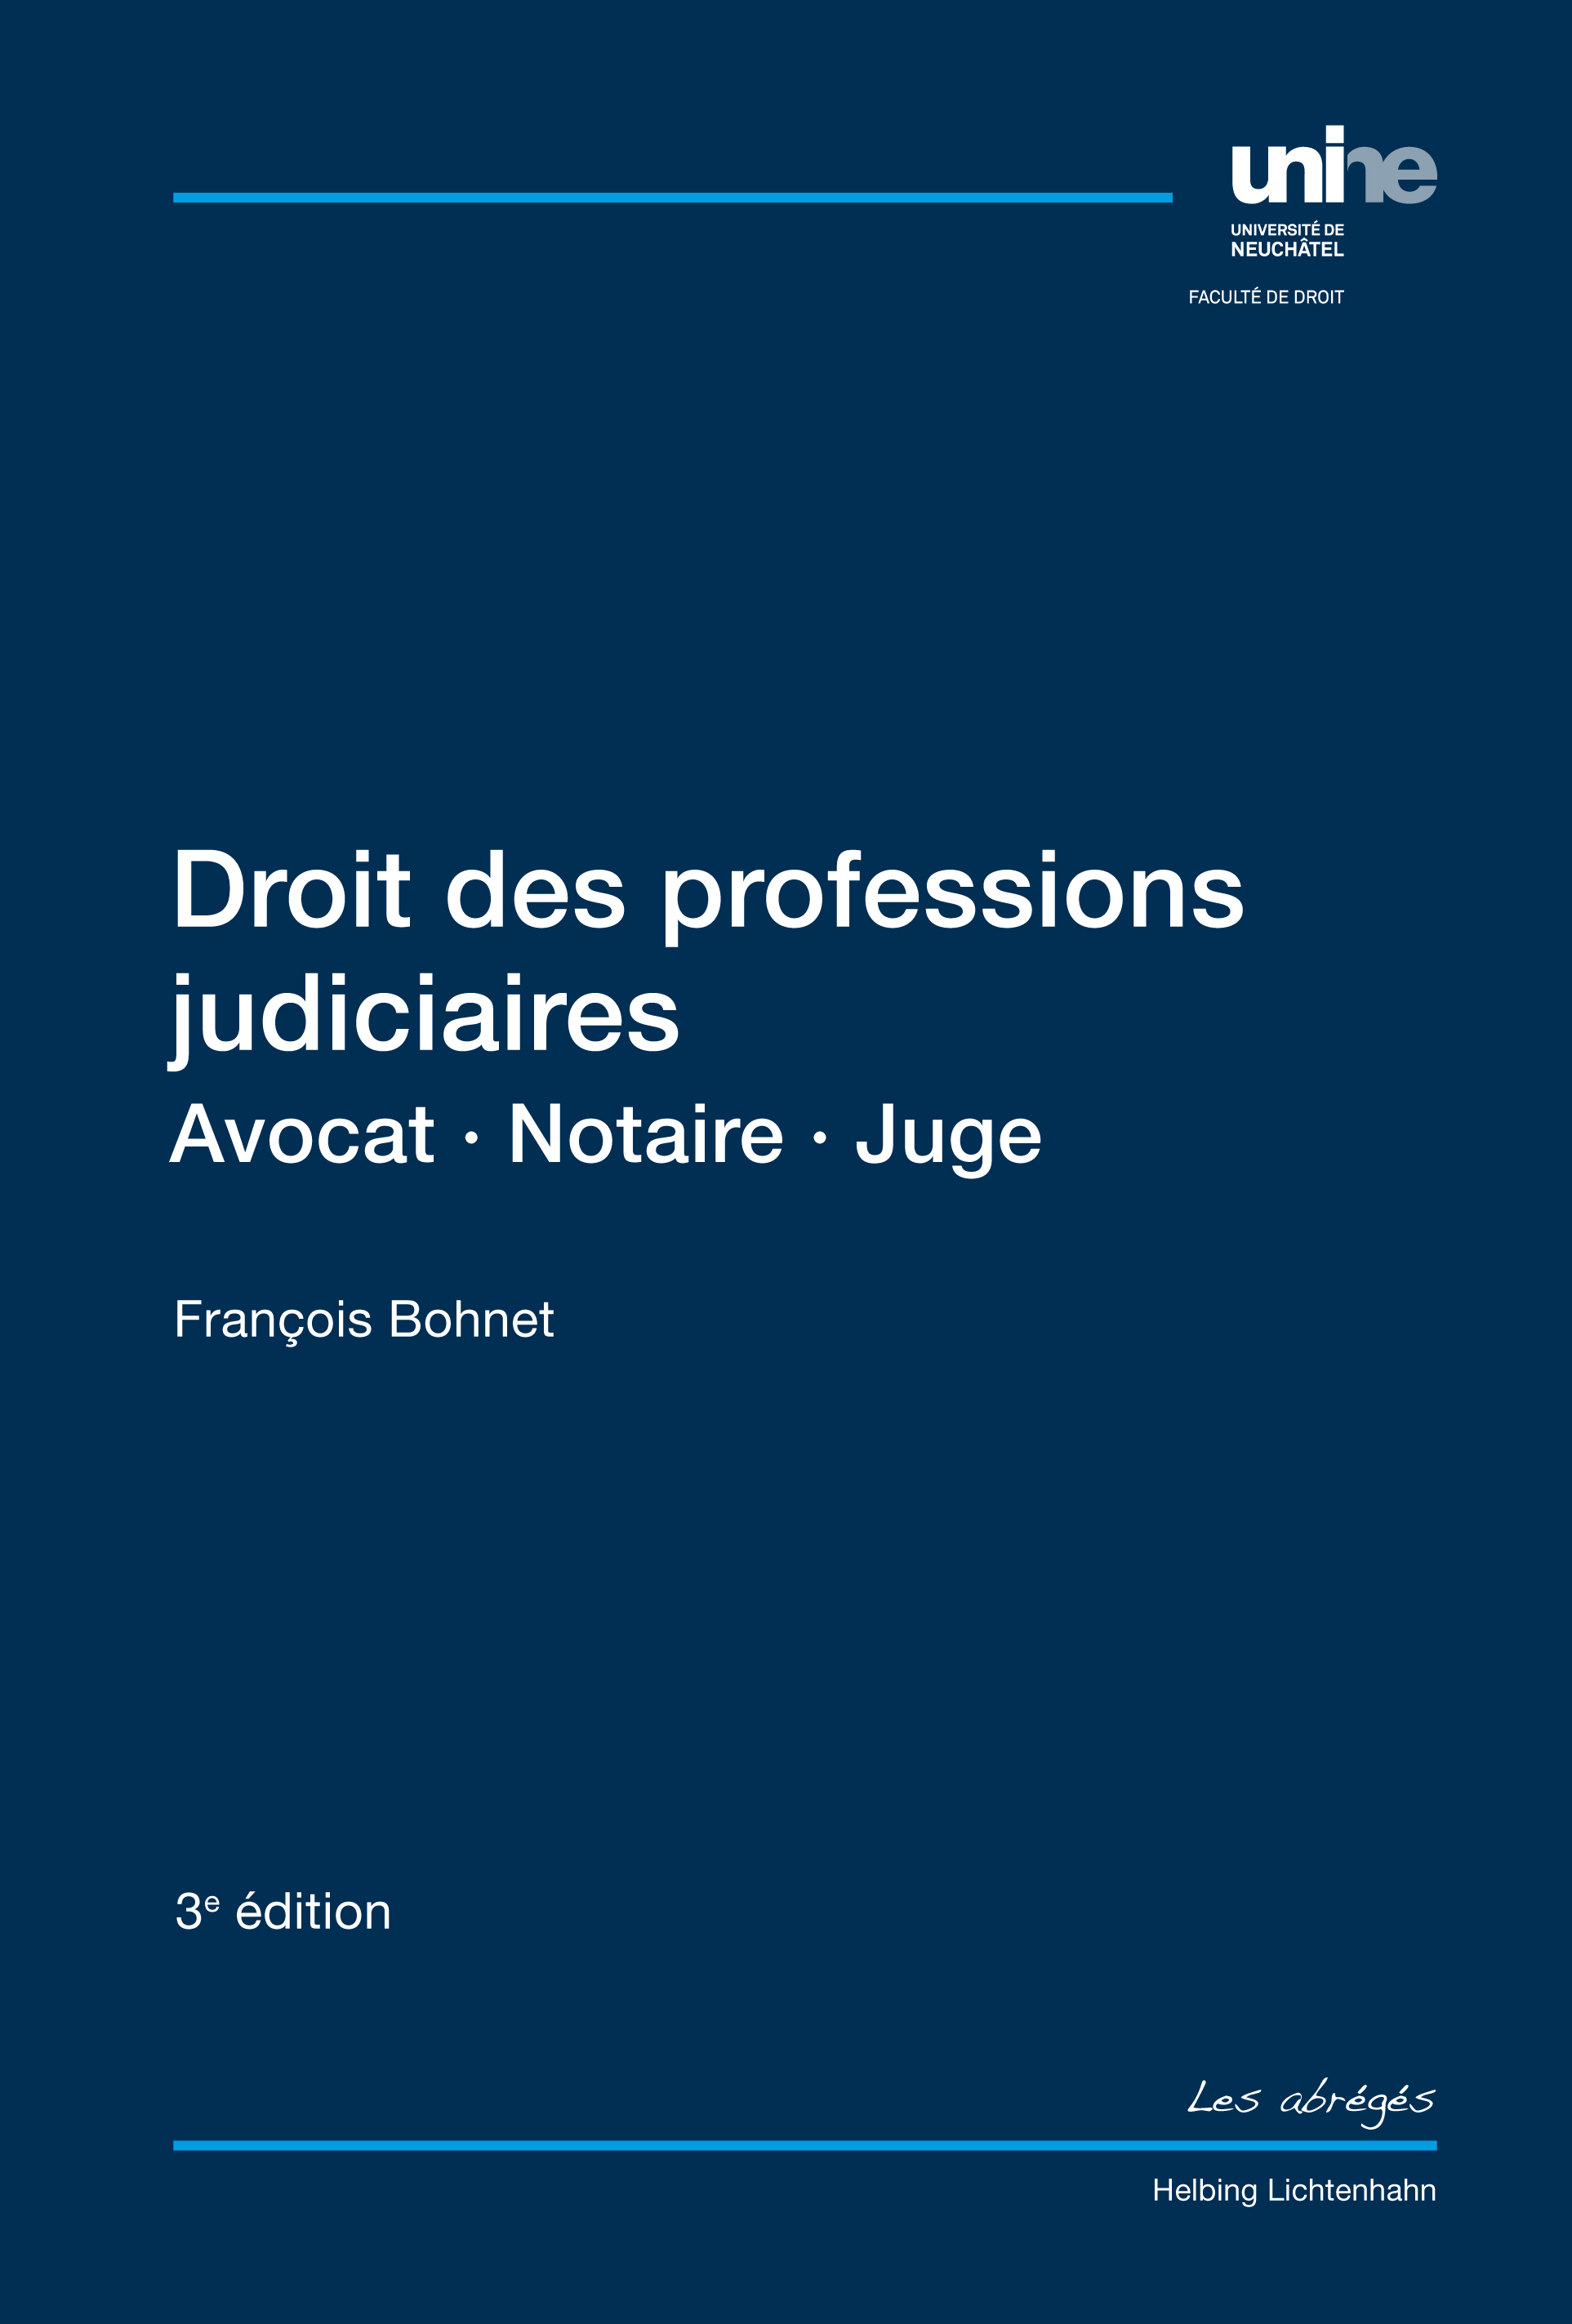 unine
UNIVERSITÉ DE
NEUCHÂTEL
FACULTÉ DE DROIT
Droit des professions
judiciaires
Avocat · Notaire · Juge
François Bohnet
3e édition
Les abrégés
Helbing Lichtenhahn